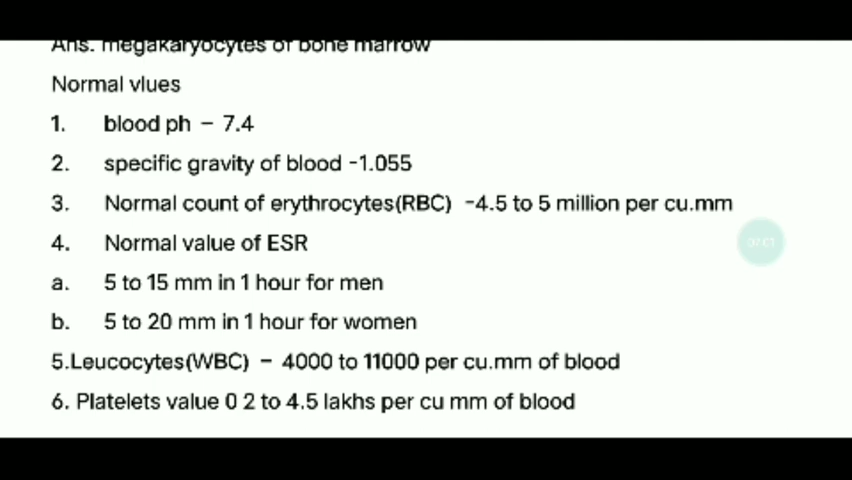 Ans. megakaryocytes of bone marrow
Normal vlues
1. blood ph - 7.4
2. specific gravity of blood -1.055
3. Normal count of erythrocytes(RBC) -4.5 to 5 million per cu.mm
4. Normal value of ESR
a. 5 to 15 mm in 1 hour for men
b. 5 to 20 mm in 1 hour for women
5.Leucocytes(WBC) - 4000 to 11000 per cu.mm of blood
6. Platelets value 0 2 to 4.5 lakhs per cu mm of blood